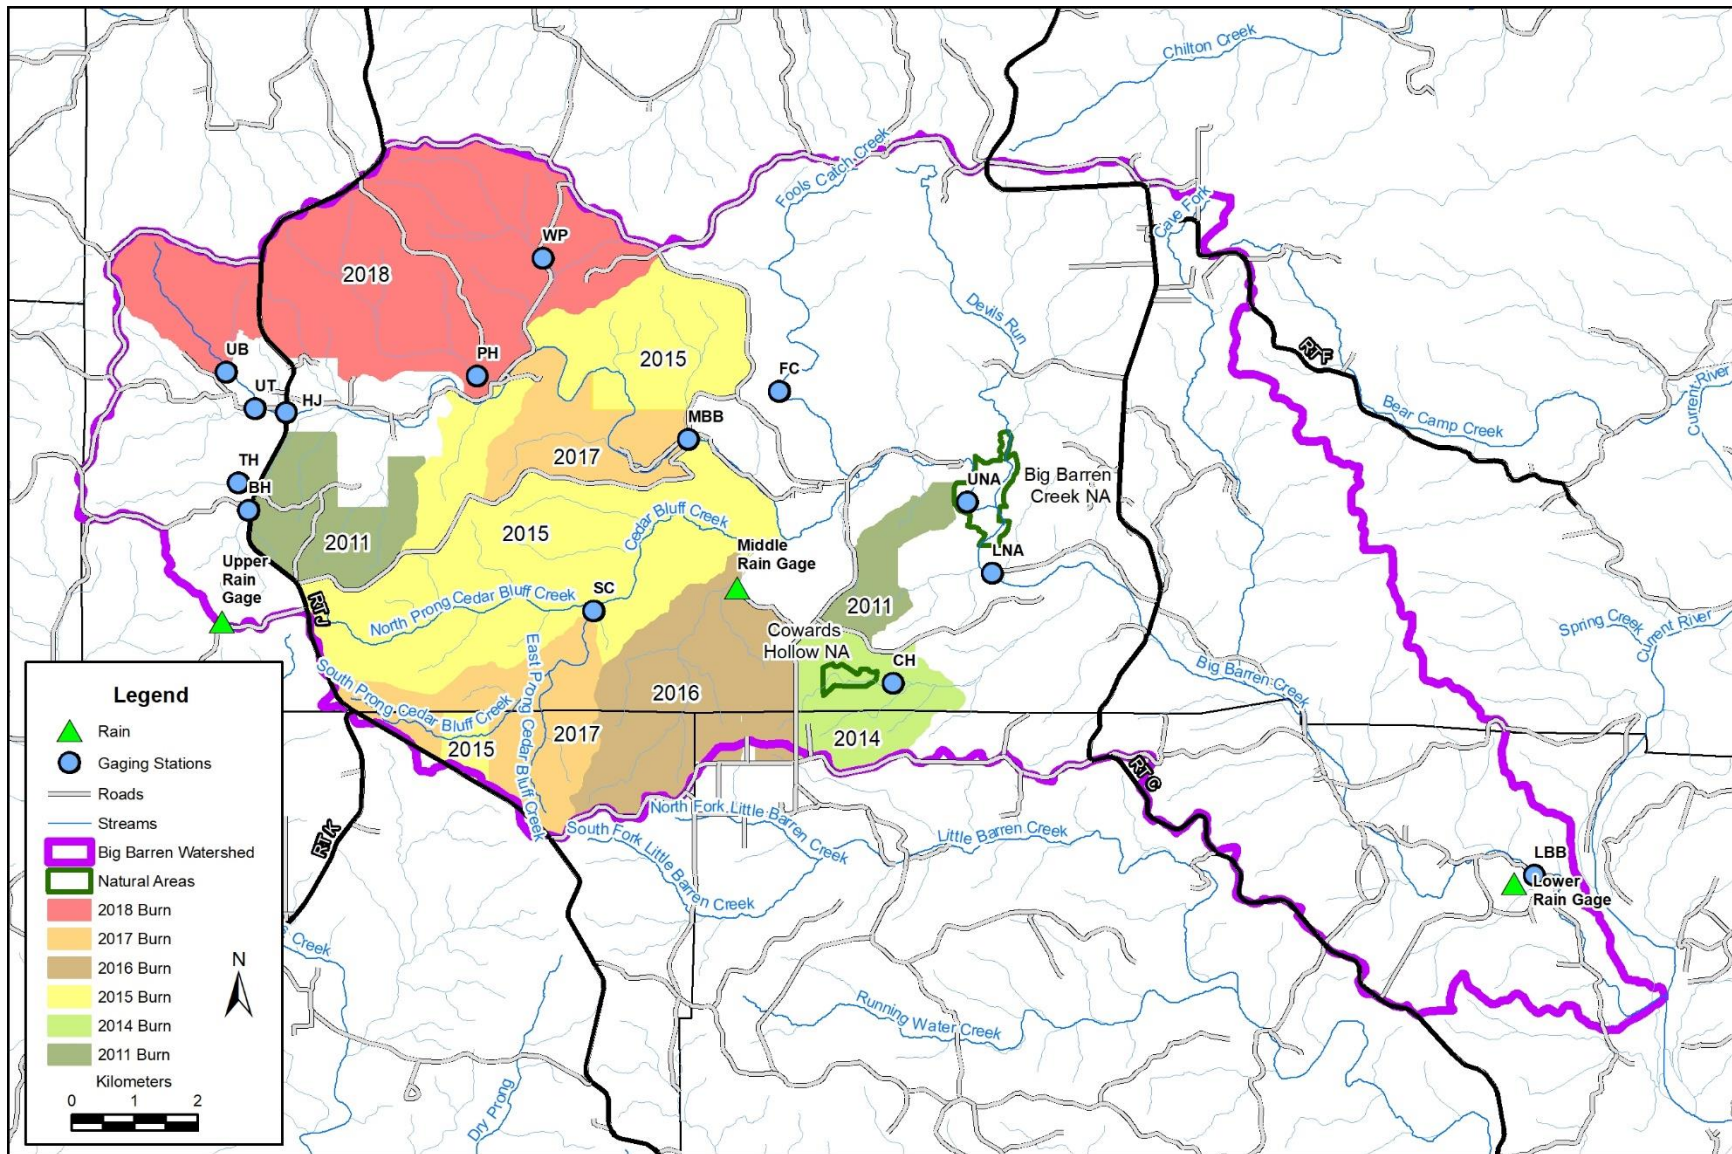 Chilton Creek
Fools Catch Creek
Cave Fork
WP
2018
Devils Run
RT F
UB
PH
2015
FC
Current River
UT
HJ
MBB
Bear Camp Creek
TH
BH
2017
UNA
Big Barren
Creek NA
2011
2015
Cedar Bluff Creek
Middle
Rain Gage
LNA
Upper
Rain
Gage
RT J
North Prong Cedar Bluff Creek
SC
2011
Cowards
Hollow NA
CH
Spring Creek
Current River
Big Barren Creek
South Prong Cedar Bluff Creek
East Prong Cedar Bluff Creek
2016
2015
2017
2014
RT C
RT K
North Fork Little Barren Creek
South Fork Little Barren Creek
Little Barren Creek
LBB
Lower
Rain Gage
s Creek
Running Water Creek
Dry Prong
Legend
Rain
Gaging Stations
Roads
Streams
Big Barren Watershed
Natural Areas
2018 Burn
2017 Burn
2016 Burn
2015 Burn
2014 Burn
2011 Burn
N
Kilometers
0 1 2